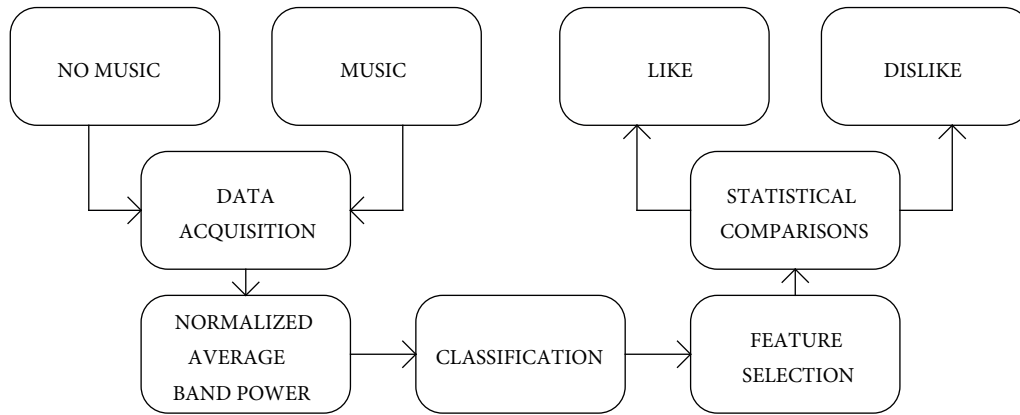 NO MUSIC
MUSIC
LIKE
DISLIKE
DATA
ACQUISITION
STATISTICAL
COMPARISONS
NORMALIZED
AVERAGE
BAND POWER
CLASSIFICATION
FEATURE
SELECTION